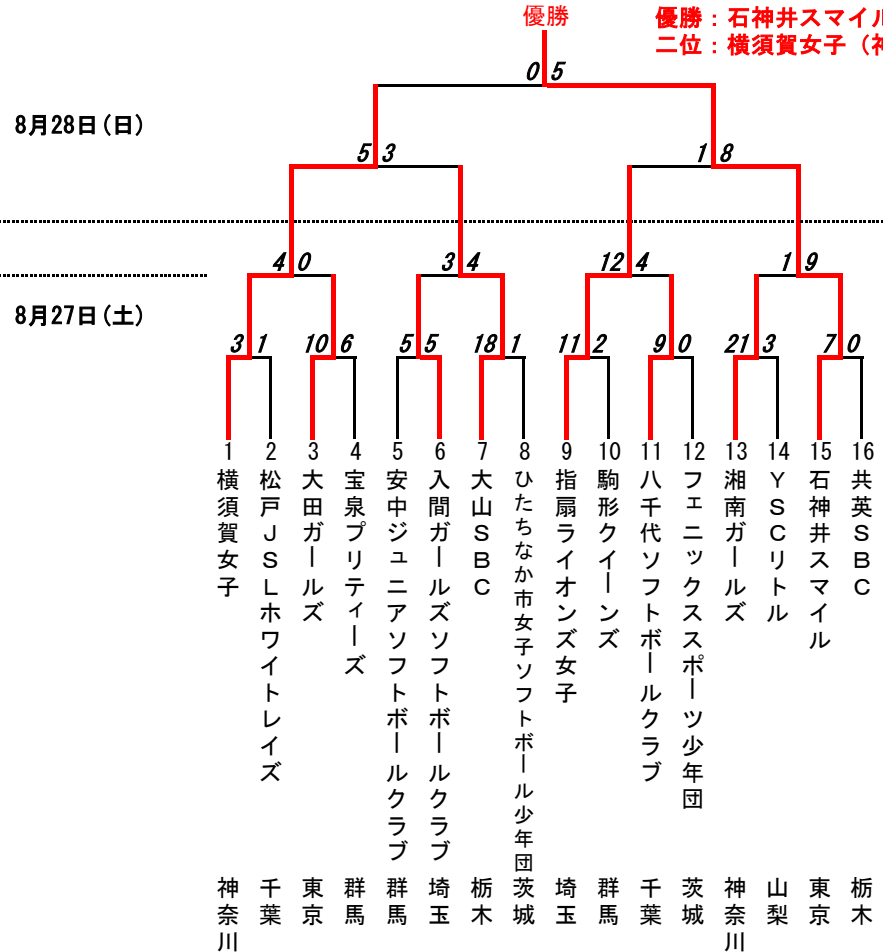 優勝
優勝：石神井スマイル
二位：横須賀女子（神
0 5
8月28日(日)
5 3
1 8
4 0
3 4
12 4
1 9
8月27日(土)
3 1
10 6
5 5
18 1
11 2
9 0
21 3
7 0
1
2
3
4
5
6
7
8
9
10
11
12
13
14
15
16
横須賀女子
松戸ＪＳＬホワイトレイズ
大田ガールズ
宝泉プリティーズ
安中ジュニアソフトボールクラブ
入間ガールズソフトボールクラブ
大山ＳＢＣ
ひたちなか市女子ソフトボール少年団
指扇ライオンズ女子
駒形クイーンズ
八千代ソフトボールクラブ
フェニックススポーツ少年団
湘南ガールズ
ＹＳＣリトル
石神井スマイル
共英ＳＢＣ
神奈川
千葉
東京
群馬
群馬
埼玉
栃木
茨城
埼玉
群馬
千葉
茨城
神奈川
山梨
東京
栃木